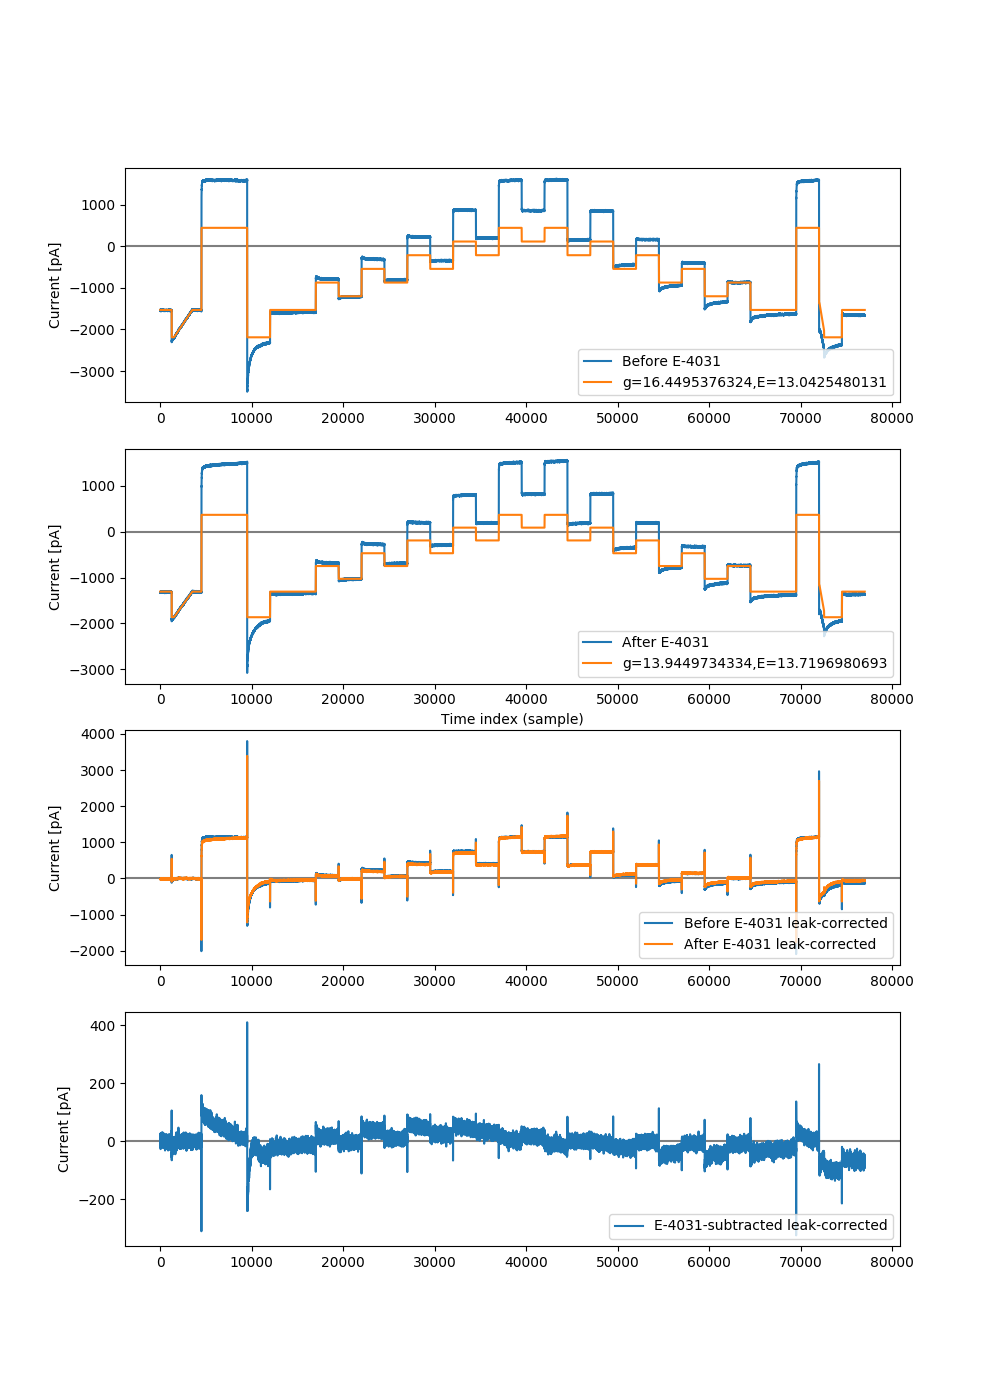 1000
0
−1000
−2000
−3000
Current [pA]
Before E-4031
g=16.4495376324,E=13.0425480131
0 10000 20000 30000 40000 50000 60000 70000 80000
1000
0
−1000
−2000
−3000
Current [pA]
After E-4031
g=13.9449734334,E=13.7196980693
0 10000 20000 30000 40000 50000 60000 70000 80000
Time index (sample)
4000
3000
2000
1000
0
−1000
−2000
Current [pA]
Before E-4031 leak-corrected
After E-4031 leak-corrected
0 10000 20000 30000 40000 50000 60000 70000 80000
400
200
0
−200
Current [pA]
E-4031-subtracted leak-corrected
0 10000 20000 30000 40000 50000 60000 70000 80000